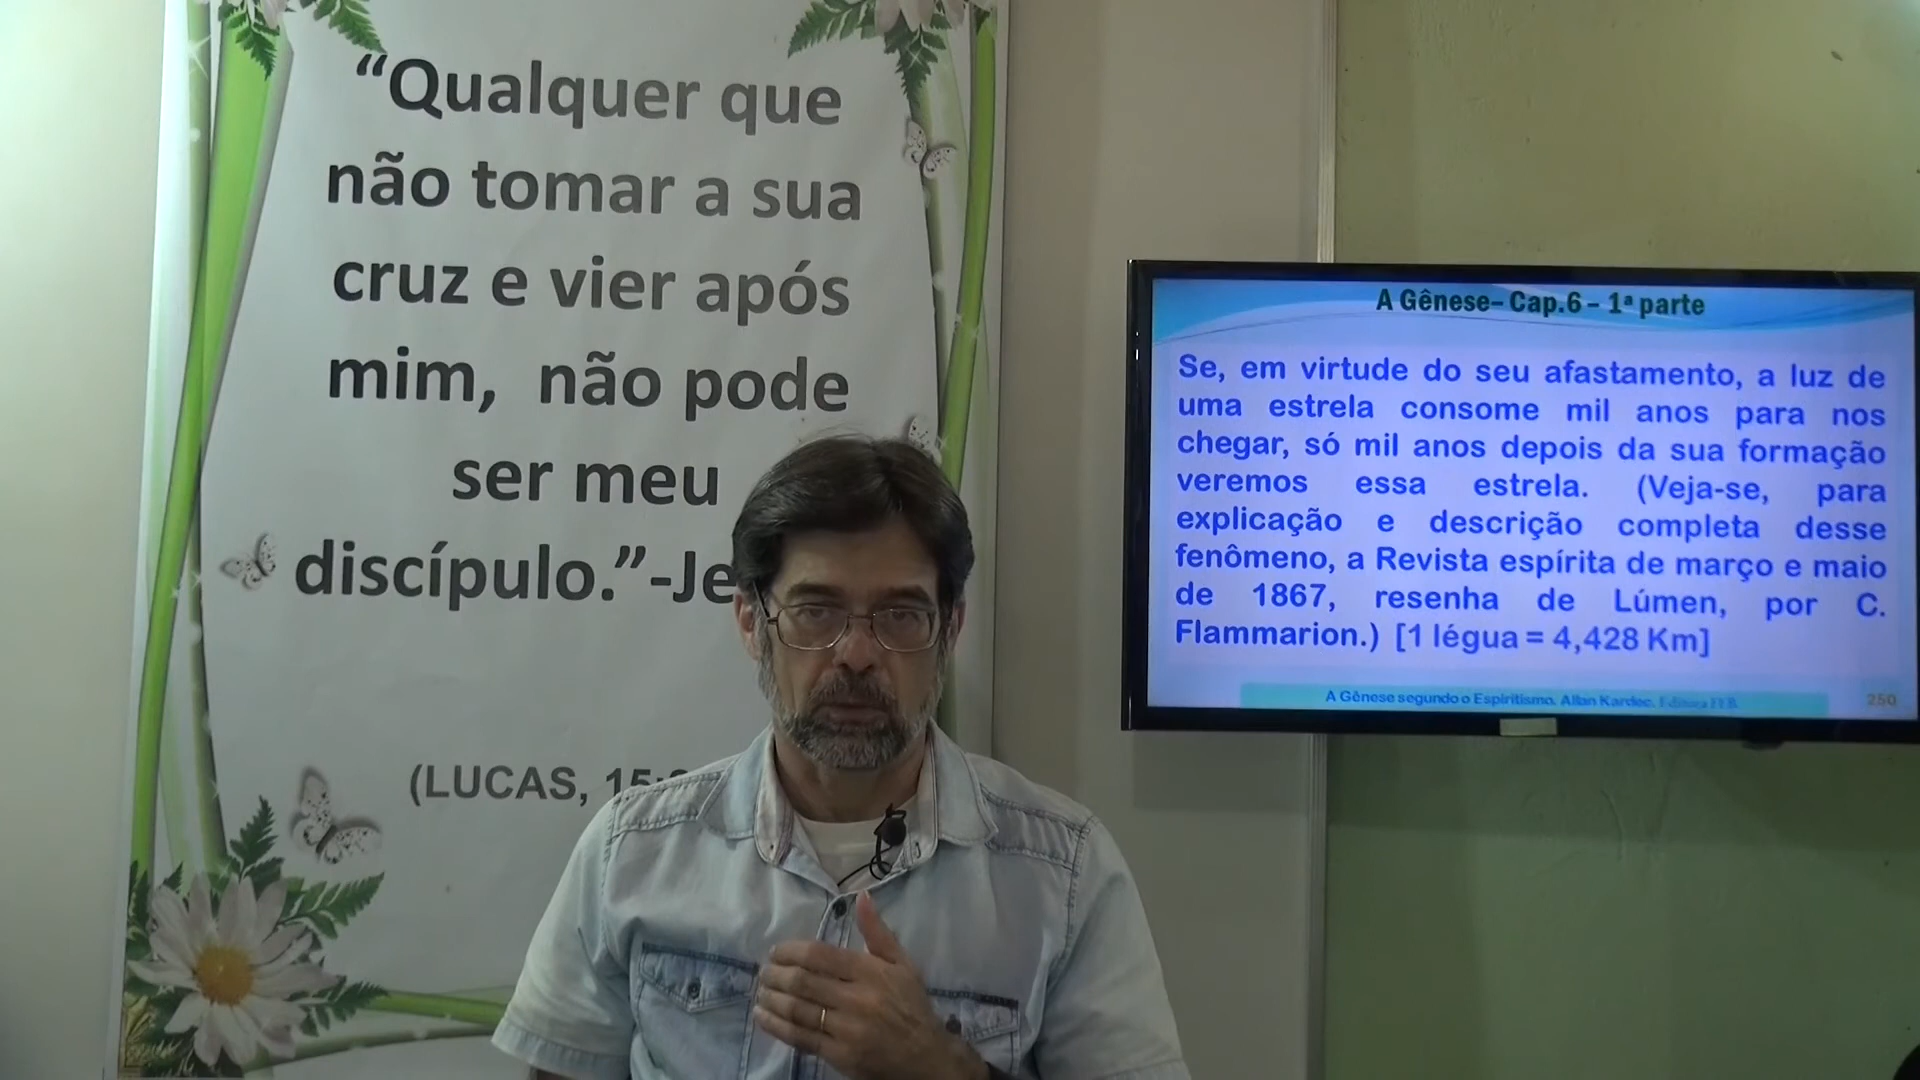 “Qualquer que
não tomar a sua
cruz e vier após
mim, não pode
ser meu
discípulo.”-Je
(LUCAS, 15:
A Gênese– Cap.6 – 1ª parte
Se, em virtude do seu afastamento, a luz de
uma estrela consome mil anos para nos
chegar, só mil anos depois da sua formação
veremos essa estrela. (Veja-se, para
explicação e descrição completa desse
fenômeno, a Revista espírita de março e maio
de 1867, resenha de Lúmen, por C.
Flammarion.) [1 légua = 4,428 Km]
A Gênese segundo o Espiritismo. Allan Kardec. Editora FEB
250